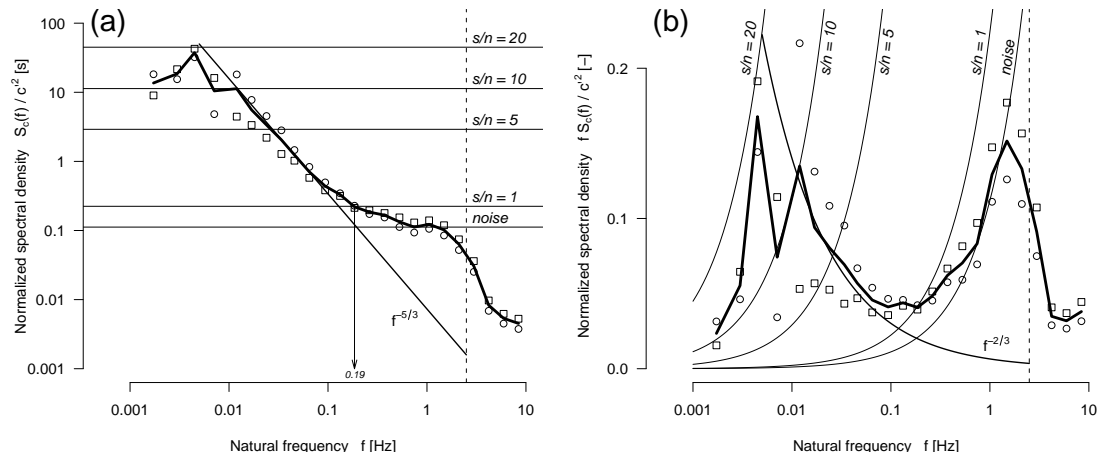 (a)
Normalized spectral density S_c(f) / c'^2 [s]
100
10
1
0.1
0.01
0.001
s/n = 20
s/n = 10
s/n = 5
s/n = 1
noise
f^−5/3
0.19
0.001
0.01
0.1
1
10
Natural frequency f [Hz]
(b)
Normalized spectral density f S_c(f) / c'^2 [−]
0.2
0.1
0.0
s/n = 20
s/n = 10
s/n = 5
s/n = 1
noise
f^−2/3
0.001
0.01
0.1
1
10
Natural frequency f [Hz]